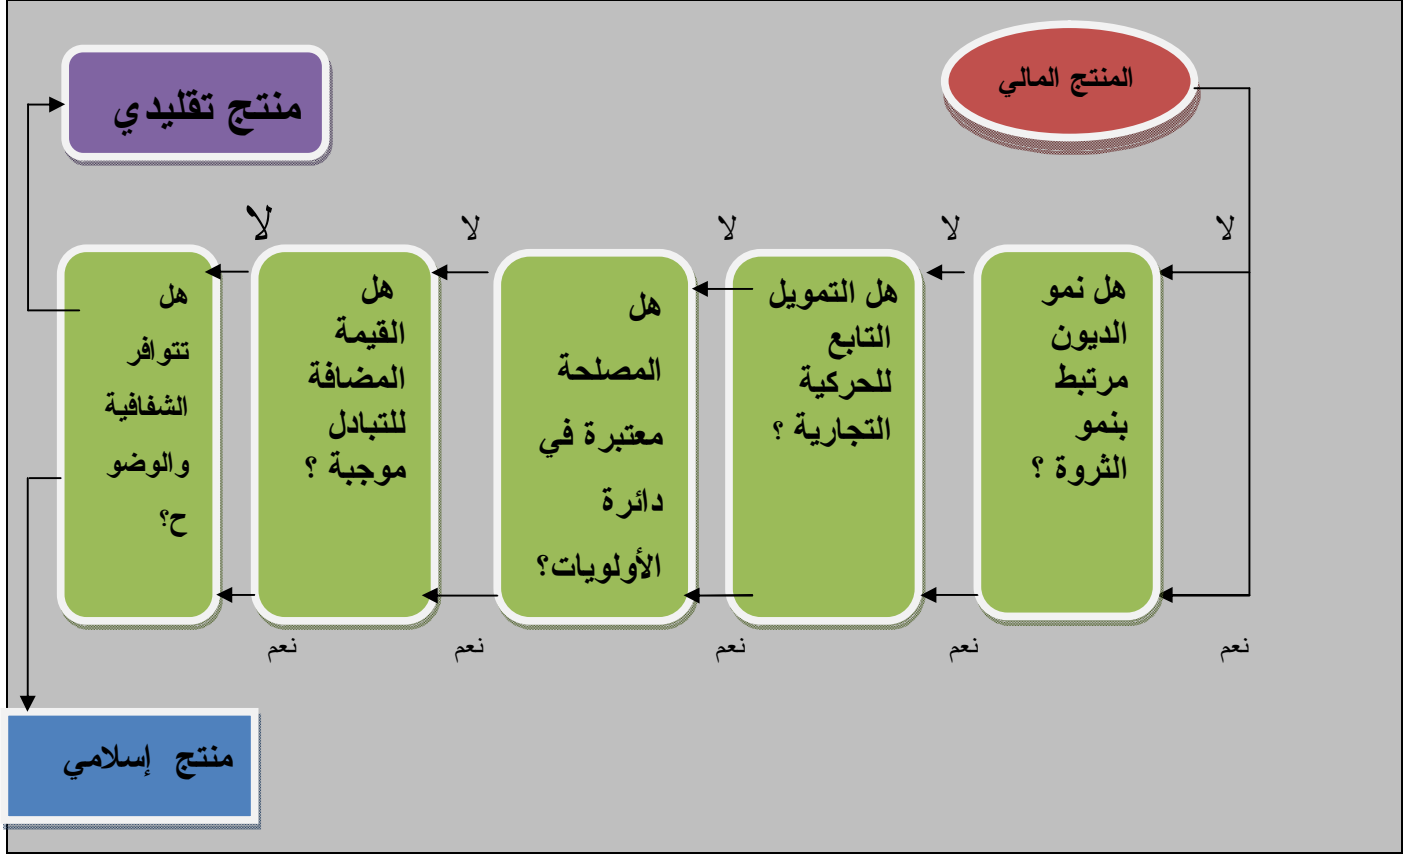 المنتج المالي
منتج تقليدي
لا
لا
لا
لا
لا
هل نمو
الديون
مرتبط
بنمو
الثروة ؟
هل التمويل
التابع
للحركية
التجارية ؟
هل
المصلحة
معتبرة في
دائرة
الأولويات؟
هل
القيمة
المضافة
للتبادل
موجبة ؟
هل
تتوافر
الشفافية
والوضو
ح؟
نعم
نعم
نعم
نعم
نعم
منتج إسلامي